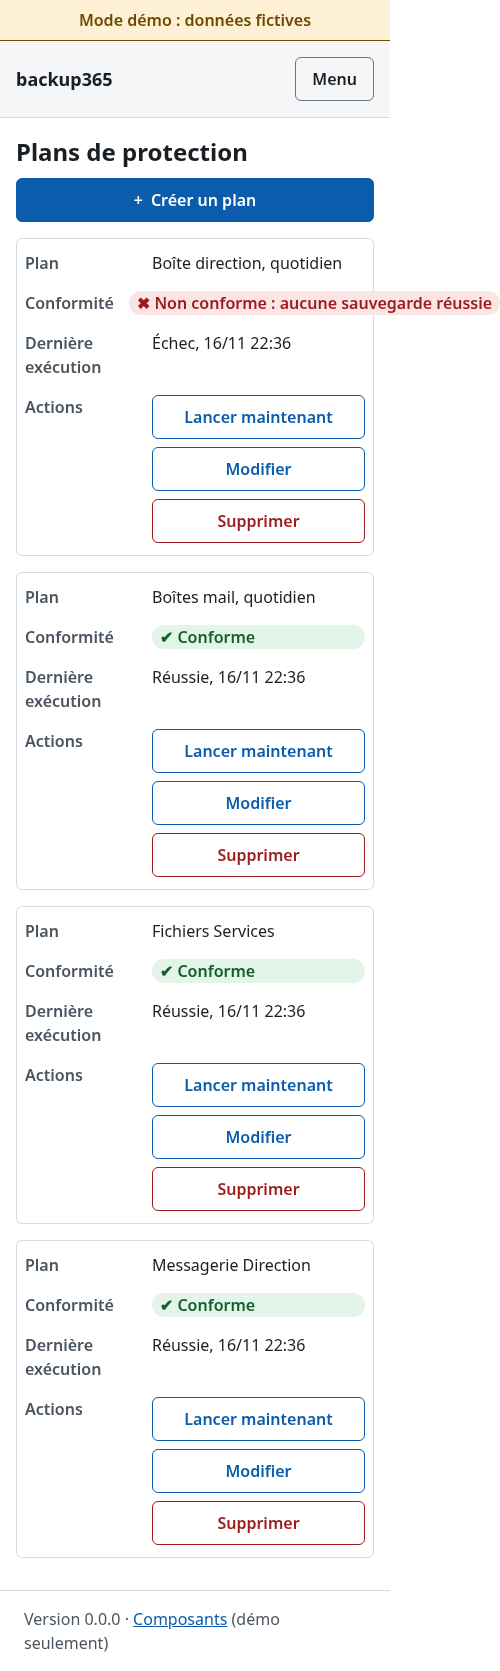 Mode démo : données fictives
backup365
Menu
Plans de protection
+ Créer un plan
Plan Boîte direction, quotidien
Conformité ✖ Non conforme : aucune sauvegarde réussie
Dernière exécution Échec, 16/11 22:36
Actions Lancer maintenant
Modifier
Supprimer
Plan Boîtes mail, quotidien
Conformité ✔ Conforme
Dernière exécution Réussie, 16/11 22:36
Actions Lancer maintenant
Modifier
Supprimer
Plan Fichiers Services
Conformité ✔ Conforme
Dernière exécution Réussie, 16/11 22:36
Actions Lancer maintenant
Modifier
Supprimer
Plan Messagerie Direction
Conformité ✔ Conforme
Dernière exécution Réussie, 16/11 22:36
Actions Lancer maintenant
Modifier
Supprimer
Version 0.0.0 · Composants (démo
seulement)